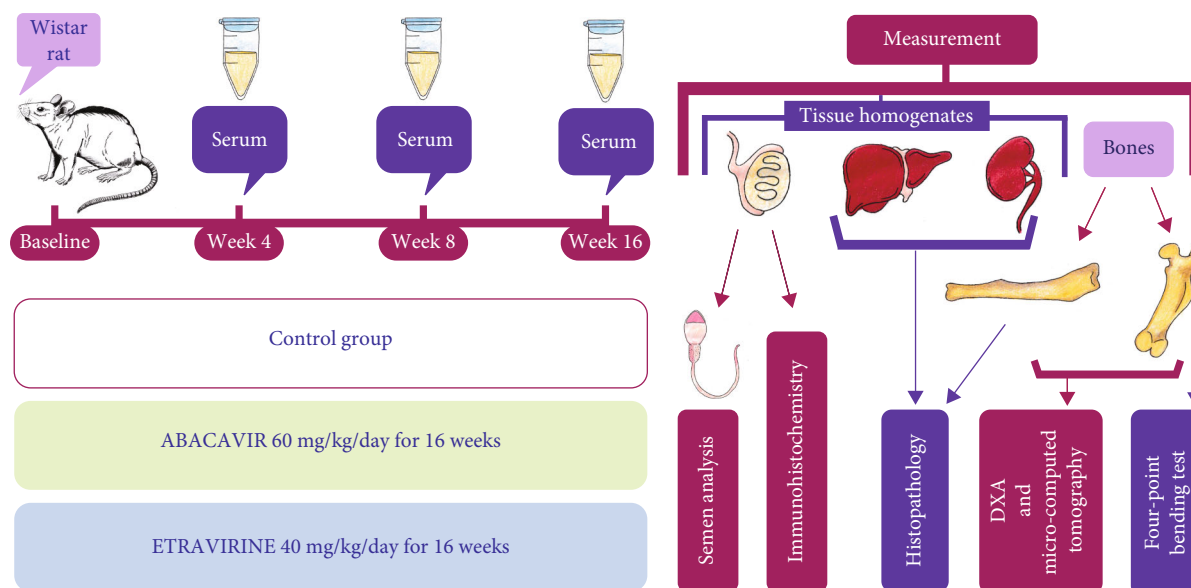 Wistar
rat
Serum
Serum
Serum
Baseline
Week 4
Week 8
Week 16
Control group
ABACAVIR 60 mg/kg/day for 16 weeks
ETRAVIRINE 40 mg/kg/day for 16 weeks
Measurement
Tissue homogenates
Bones
Semen analysis
Immunohistochemistry
Histopathology
DXA
and
micro-computed
tomography
Four-point
bending test